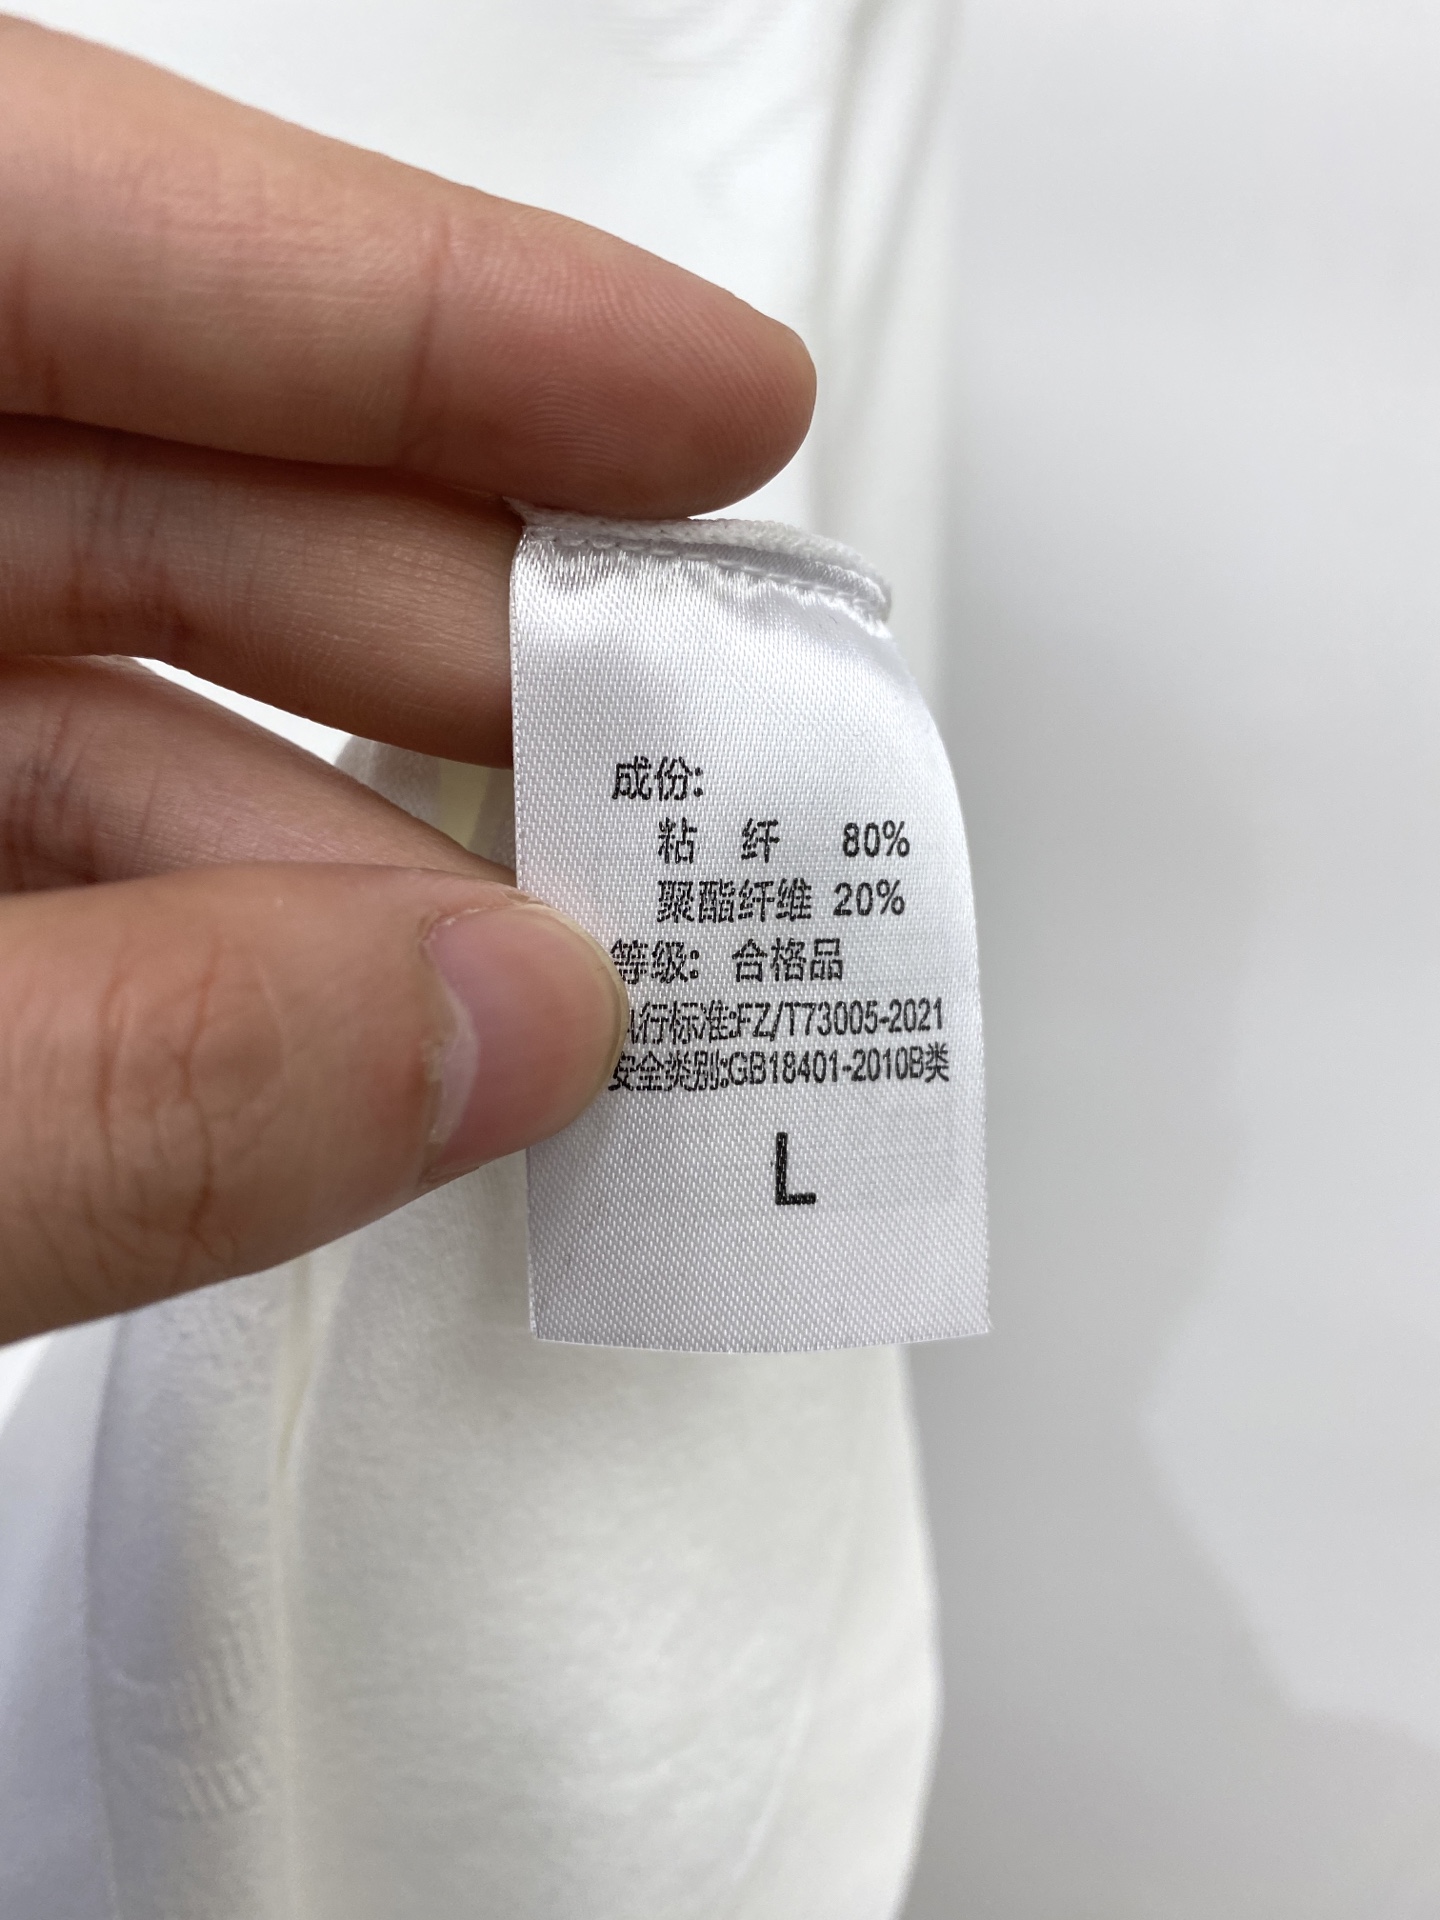 成份:
粘 纤 80%
聚酯纤维 20%
等级: 合格品
执行标准:FZ/T73005-2021
安全类别:GB18401-2010B类
L